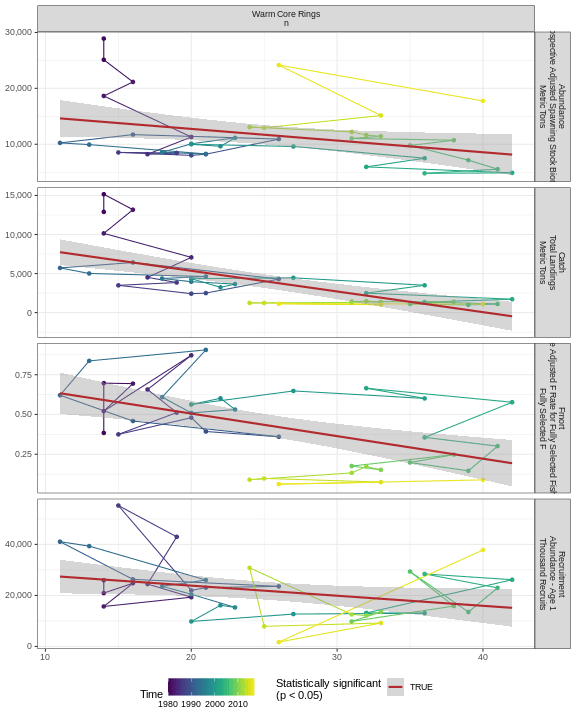 Warm Core Rings
n
30,000
20,000
10,000
Abundance
Adjusted Spawning Stock
Metric Tons
15,000
10,000
5,000
0
Catch
Total Landings
Metric Tons
0.75
0.50
0.25
Fmort
Adjusted F Rate for Fully Selected
Fully Selected F
40,000
20,000
0
Recruitment
Abundance - Age 1
Thousand Recruits
10
20
30
40
Time
1980 1990 2000 2010
Statistically significant
(p < 0.05)
TRUE